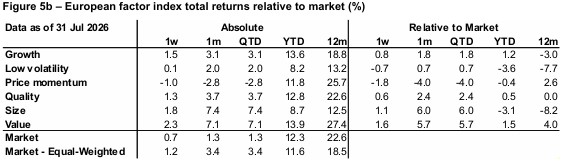 Figure 5b – European factor index total returns relative to market (%)
Data as of 31 Jul 2026 Absolute Relative to Market
1w 1m QTD YTD 12m 1w 1m QTD YTD 12m
Growth 1.5 3.1 3.1 13.6 18.8 0.8 1.8 1.8 1.2 -3.0
Low volatility 0.1 2.0 2.0 8.2 13.2 -0.7 0.7 0.7 -3.6 -7.7
Price momentum -1.0 -2.8 -2.8 11.8 25.7 -1.8 -4.0 -4.0 -0.4 2.6
Quality 1.3 3.7 3.7 12.8 22.6 0.6 2.4 2.4 0.5 0.0
Size 1.8 7.4 7.4 8.7 12.5 1.1 6.0 6.0 -3.1 -8.2
Value 2.3 7.1 7.1 13.9 27.4 1.6 5.7 5.7 1.5 4.0
Market 0.7 1.3 1.3 12.3 22.6
Market - Equal-Weighted 1.2 3.4 3.4 11.6 18.5